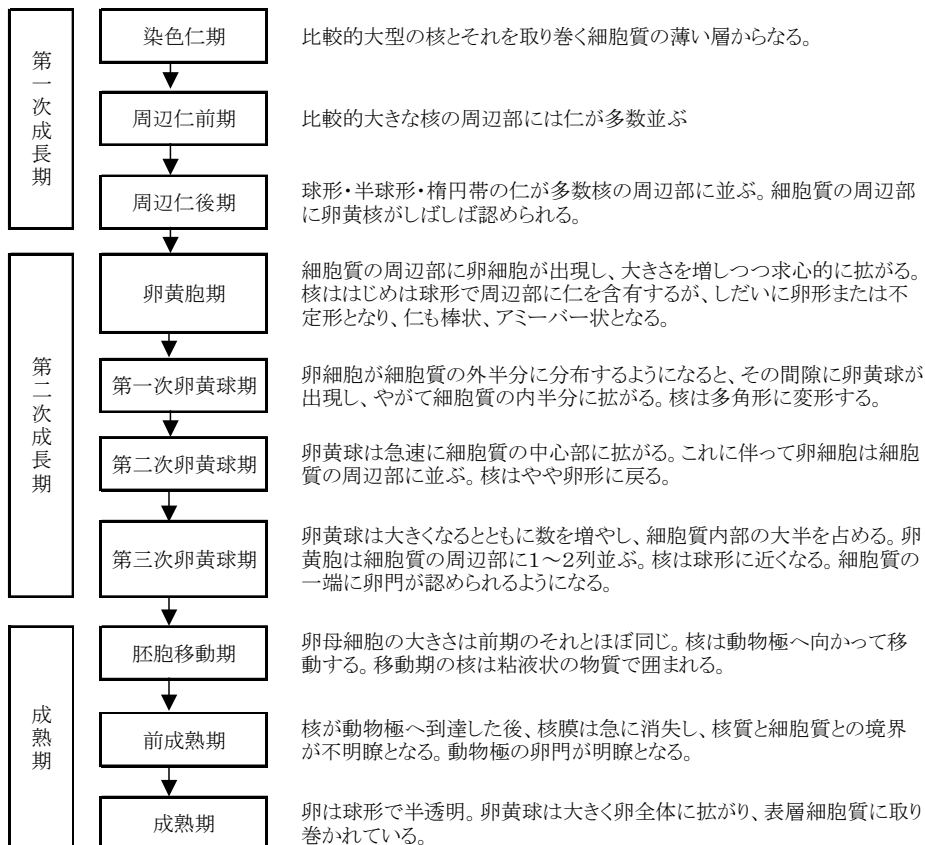 第一次成長期
染色仁期
比較的大型の核とそれを取り巻く細胞質の薄い層からなる。
周辺仁前期
比較的大きな核の周辺部には仁が多数並ぶ
周辺仁後期
球形・半球形・楕円帯の仁が多数核の周辺部に並ぶ。細胞質の周辺部
に卵黄核がしばしば認められる。
第二次成長期
卵黄胞期
細胞質の周辺部に卵細胞が出現し、大きさを増しつつ求心的に拡がる。
核ははじめは球形で周辺部に仁を含有するが、しだいに卵形または不
定形となり、仁も棒状、アミーバー状となる。
第一次卵黄球期
卵細胞が細胞質の外半分に分布するようになると、その間隙に卵黄球が
出現し、やがて細胞質の内半分に拡がる。核は多角形に変形する。
第二次卵黄球期
卵黄球は急速に細胞質の中心部に拡がる。これに伴って卵細胞は細胞
質の周辺部に並ぶ。核はやや卵形に戻る。
第三次卵黄球期
卵黄球は大きくなるとともに数を増やし、細胞質内部の大半を占める。卵
黄胞は細胞質の周辺部に1～2列並ぶ。核は球形に近くなる。細胞質の
一端に卵門が認められるようになる。
成熟期
胚胞移動期
卵母細胞の大きさは前期のそれとほぼ同じ。核は動物極へ向かって移
動する。移動期の核は粘液状の物質で囲まれる。
前成熟期
核が動物極へ到達した後、核膜は急に消失し、核質と細胞質との境界
が不明瞭となる。動物極の卵門が明瞭となる。
成熟期
卵は球形で半透明。卵黄球は大きく卵全体に拡がり、表層細胞質に取り
巻かれている。